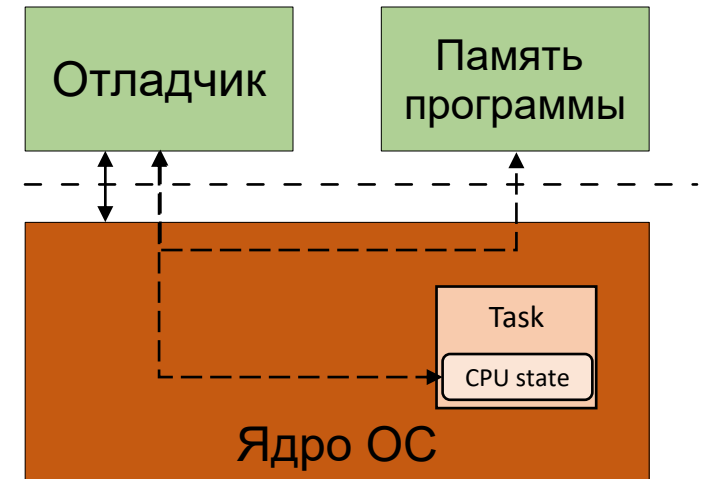 Отладчик
Память
программы
Task
CPU state
Ядро ОС